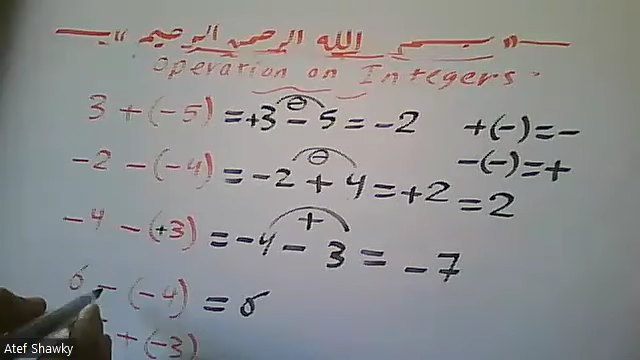 بسم الله الرحمن الرحيم
Operation on Integers.
3 + (-5) = +3 - 5 = -2
⊖
+(-) = -
-2 - (-4) = -2 + 4 = +2 = 2
⊖
-(-) = +
-4 - (+3) = -4 - 3 = -7
+
6 - (-4) = 6
+ (-3)
Atef Shawky